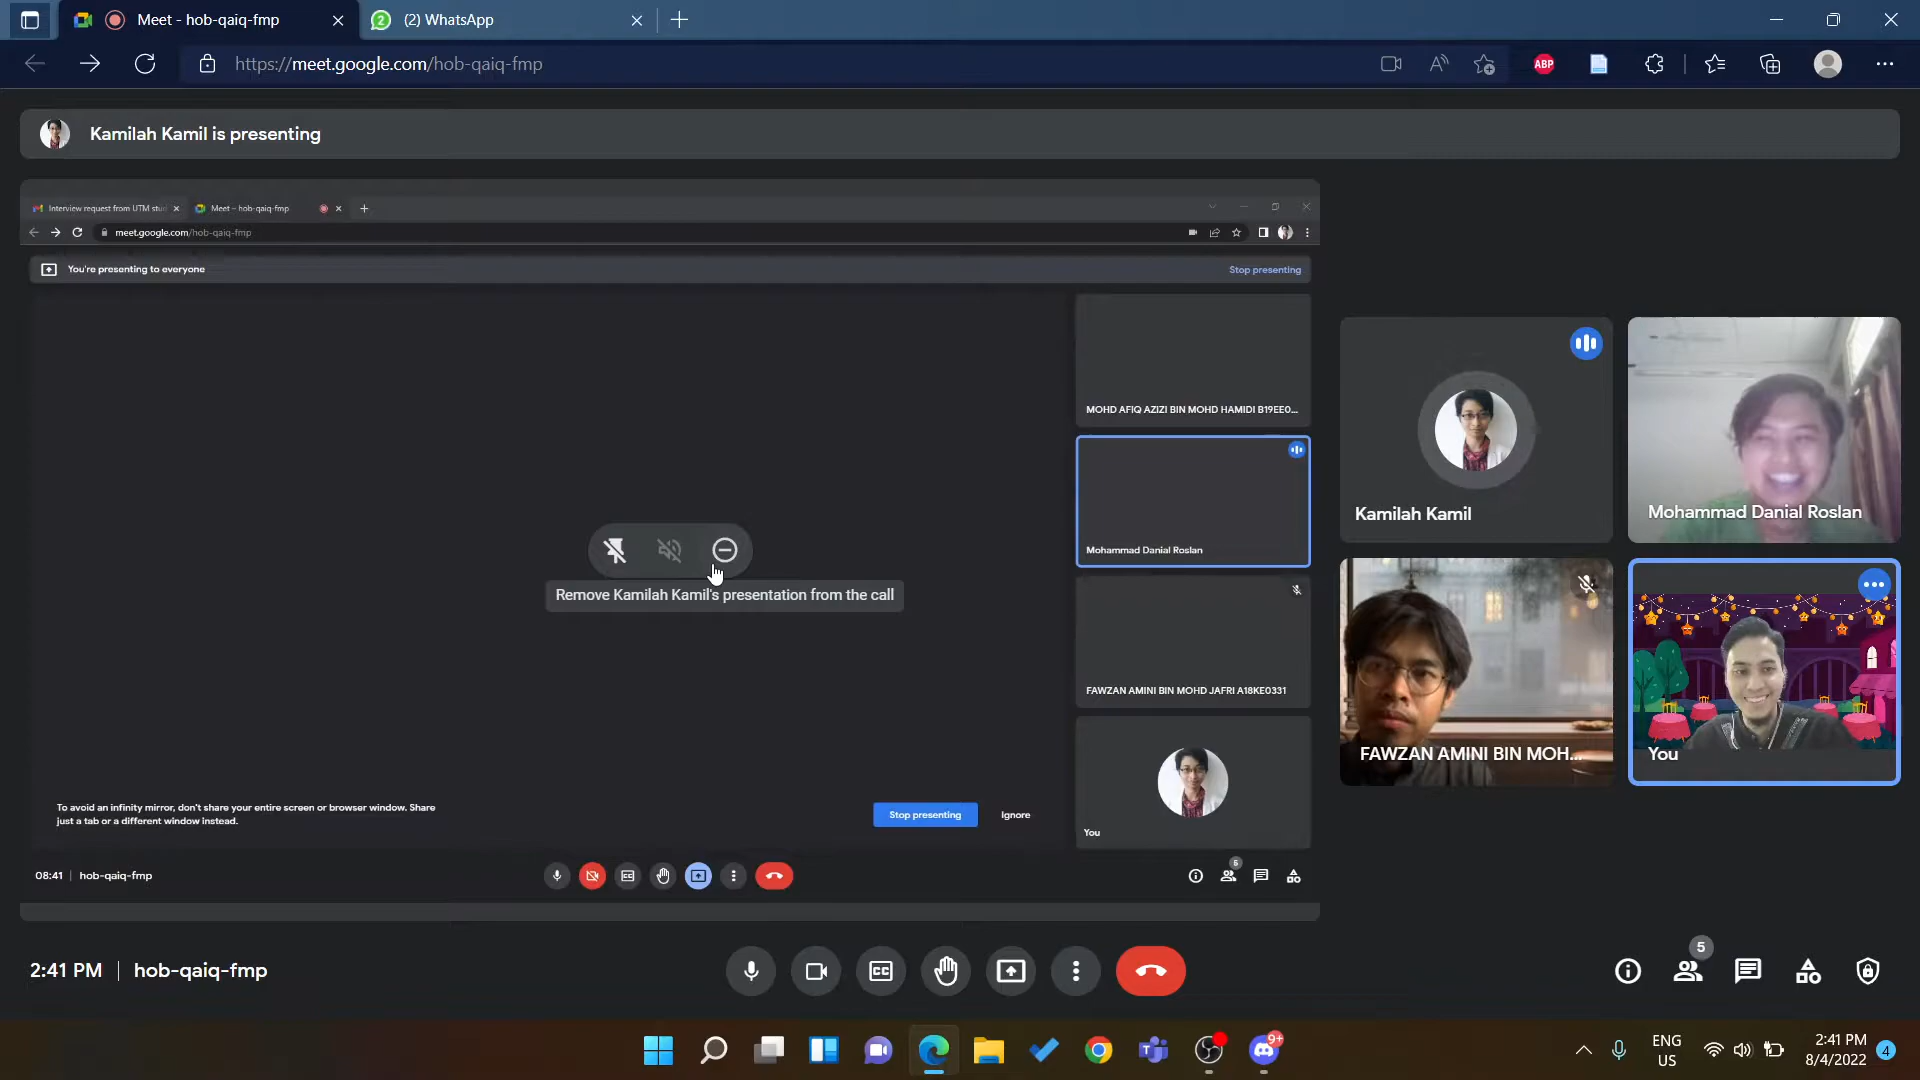 Meet - hob-qaiq-fmp
2
(2) WhatsApp
https://meet.google.com/hob-qaiq-fmp
ABP
Kamilah Kamil is presenting
Interview request from UTM stud
Meet – hob-qaiq-fmp
meet.google.com/hob-qaiq-fmp
You're presenting to everyone
Stop presenting
MOHD AFIQ AZIZI BIN MOHD HAMIDI B19EE0...
Mohammad Danial Roslan
FAWZAN AMINI BIN MOHD JAFRI A18KE0331
You
Remove Kamilah Kamil's presentation from the call
To avoid an infinity mirror, don't share your entire screen or browser window. Share
just a tab or a different window instead.
Stop presenting
Ignore
08:41 | hob-qaiq-fmp
CC
Kamilah Kamil
Mohammad Danial Roslan
FAWZAN AMINI BIN MOH...
You
2:41 PM | hob-qaiq-fmp
CC
5
9+
ENG
US
2:41 PM
8/4/2022
4